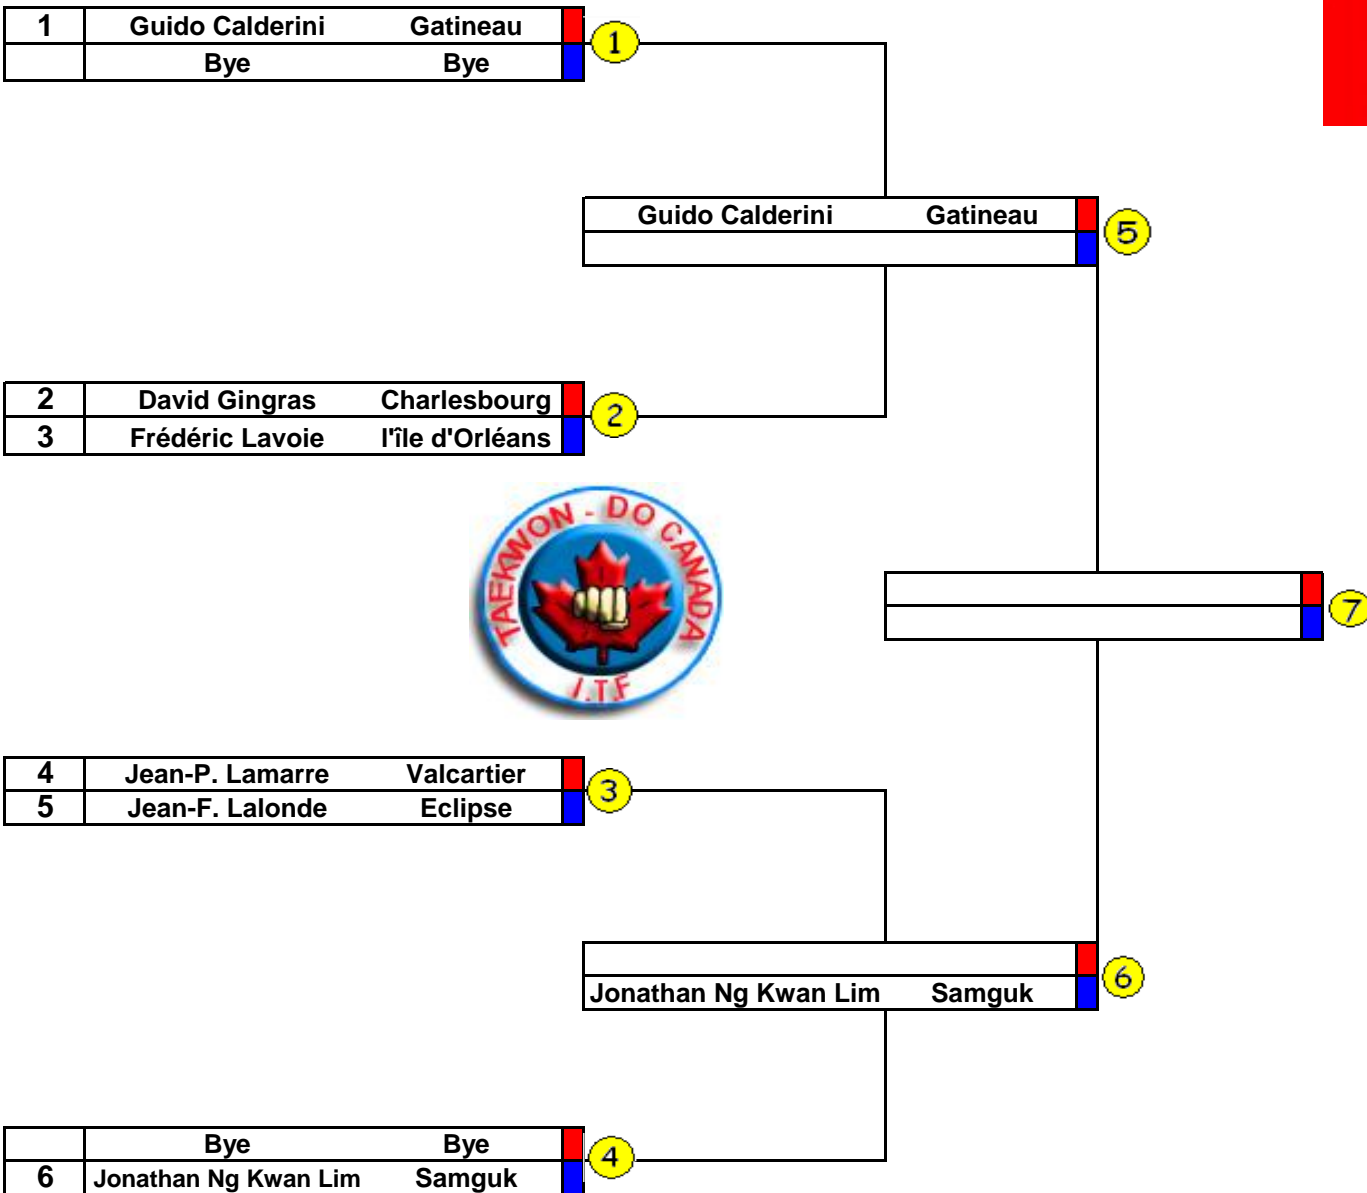 1 Guido Calderini Gatineau
1
Bye Bye
Guido Calderini Gatineau
5
2 David Gingras Charlesbourg
2
3 Frédéric Lavoie l'île d'Orléans
TAEKWON - DO CANADA
I.T.F
7
4 Jean-P. Lamarre Valcartier
3
5 Jean-F. Lalonde Eclipse
6
Jonathan Ng Kwan Lim Samguk
Bye Bye
4
6 Jonathan Ng Kwan Lim Samguk